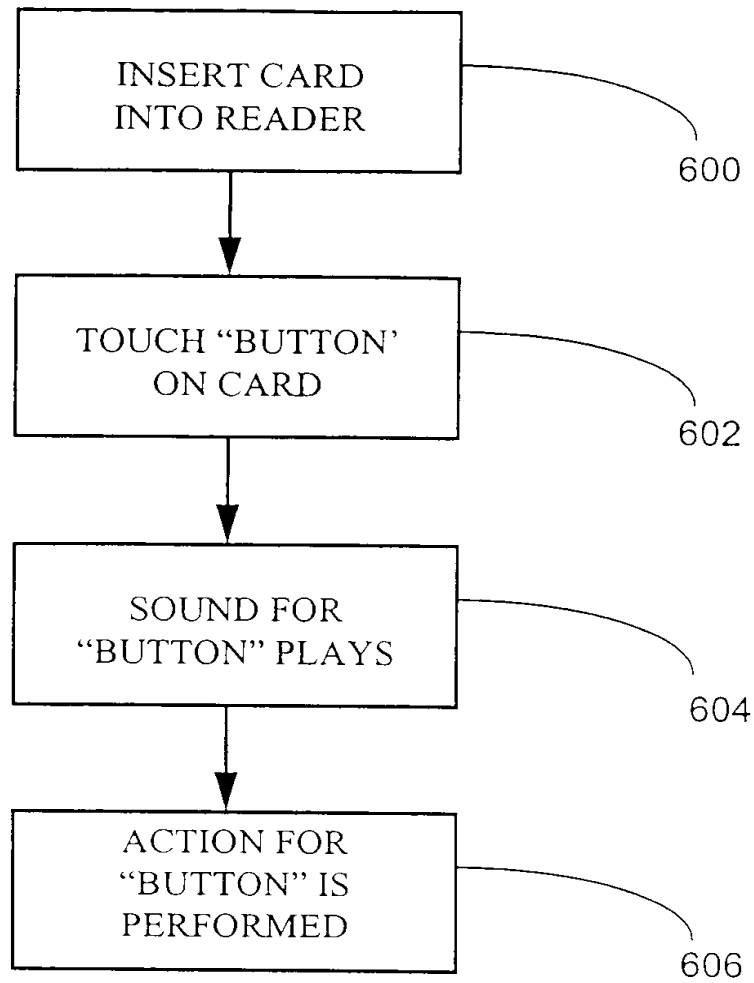 INSERT CARD
INTO READER
600
TOUCH “BUTTON’
ON CARD
602
SOUND FOR
“BUTTON” PLAYS
604
ACTION FOR
“BUTTON” IS
PERFORMED
606